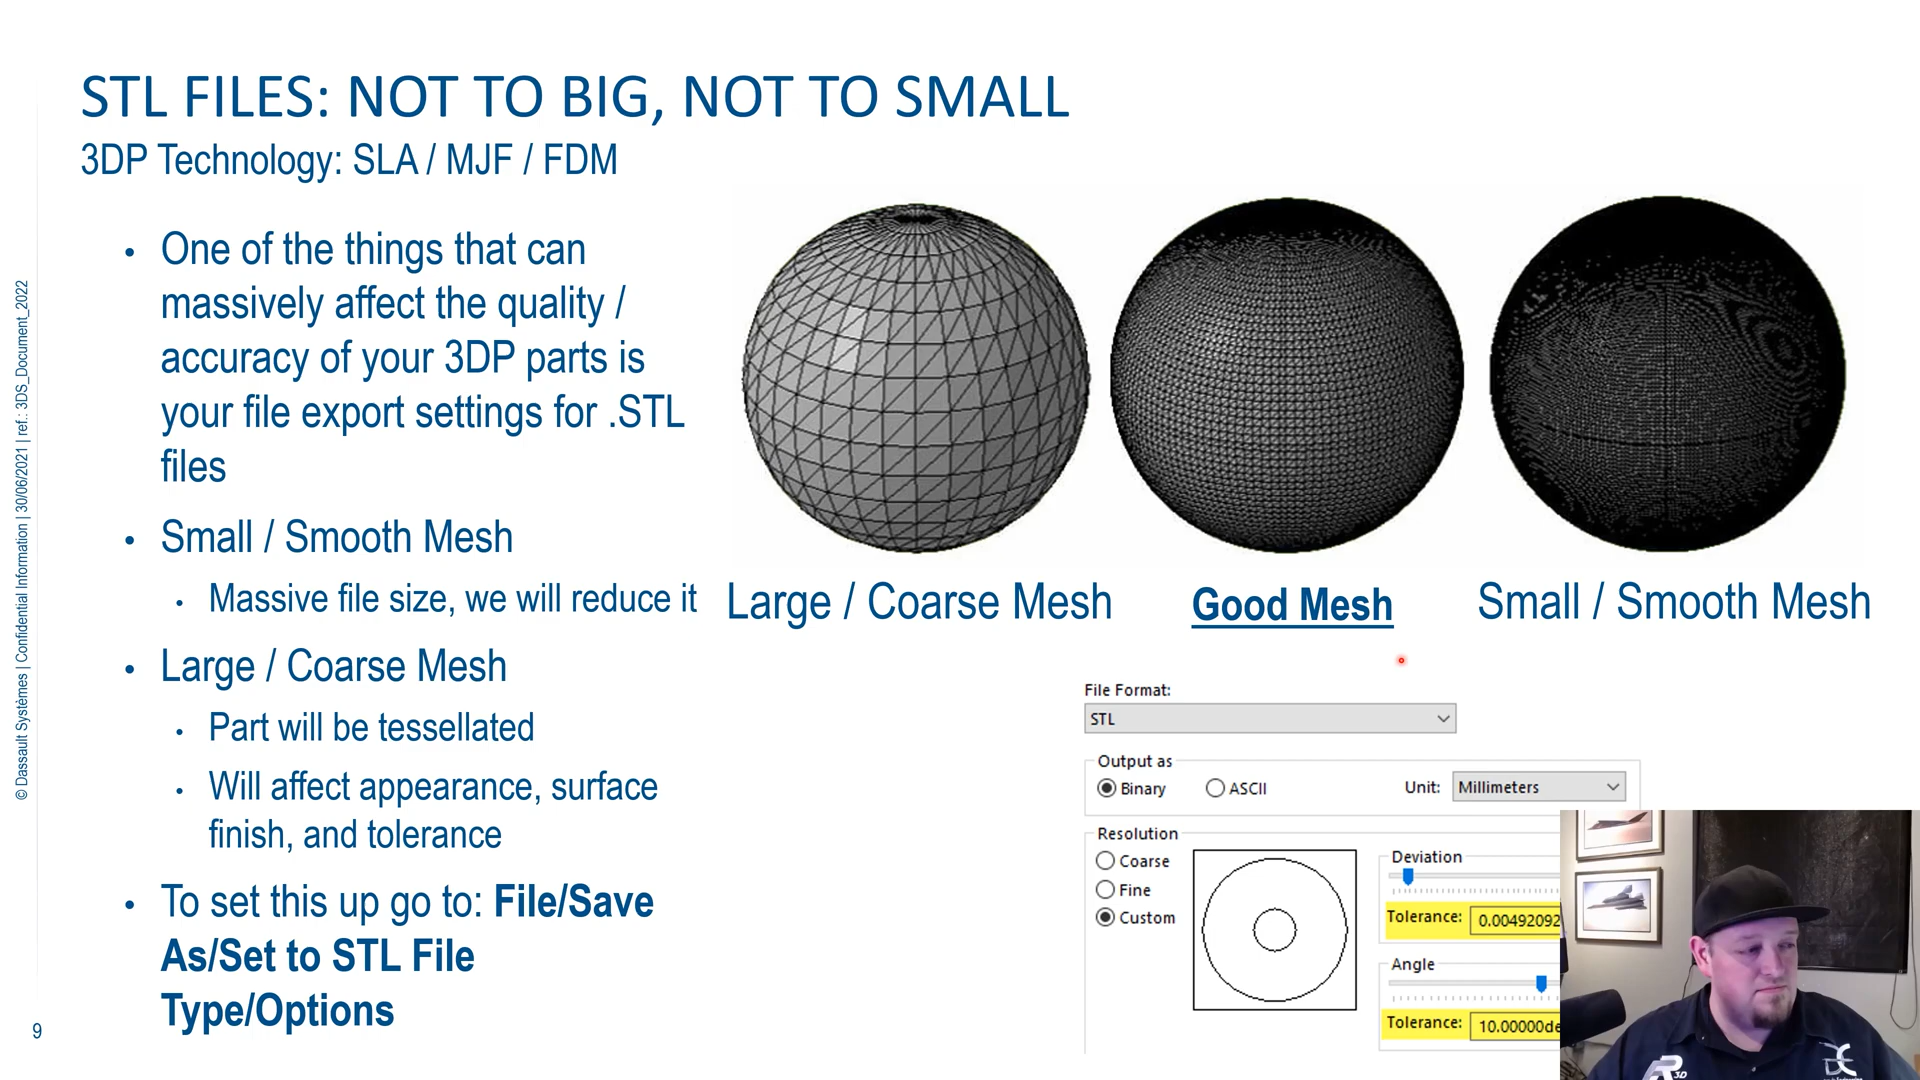 STL FILES: NOT TO BIG, NOT TO SMALL
3DP Technology: SLA / MJF / FDM
• One of the things that can
massively affect the quality /
accuracy of your 3DP parts is
your file export settings for .STL
files
• Small / Smooth Mesh
• Massive file size, we will reduce it
• Large / Coarse Mesh
• Part will be tessellated
• Will affect appearance, surface
finish, and tolerance
• To set this up go to: File/Save
As/Set to STL File
Type/Options
Large / Coarse Mesh
Good Mesh
Small / Smooth Mesh
File Format:
STL
Output as
Binary
ASCII
Unit:
Millimeters
Resolution
Coarse
Fine
Custom
Deviation
Tolerance: 0.00492092
Angle
Tolerance: 10.00000de
© Dassault Systèmes | Confidential Information | 30/06/2021 | ref.: 3DS_Document_2022
9
3D